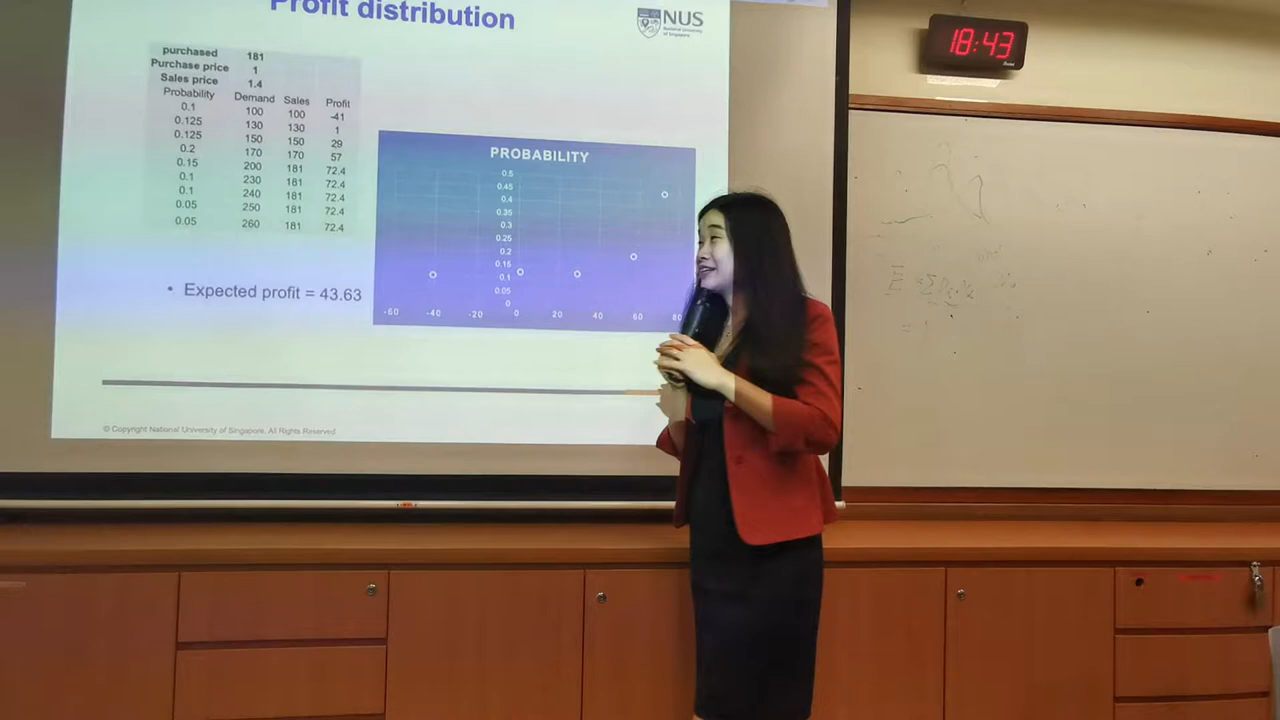 Profit distribution
NUS
National University
of Singapore
18:43
purchased 181
Purchase price 1
Sales price 1.4
Probability Demand Sales Profit
0.1 100 100 -41
0.125 130 130 1
0.125 150 150 29
0.2 170 170 57
0.15 200 181 72.4
0.1 230 181 72.4
0.1 240 181 72.4
0.05 250 181 72.4
0.05 260 181 72.4
PROBABILITY
0.5
0.45
0.4
0.35
0.3
0.25
0.2
0.15
0.1
0.05
0
-60 -40 -20 0 20 40 60 80
• Expected profit = 43.63
© Copyright National University of Singapore. All Rights Reserved.